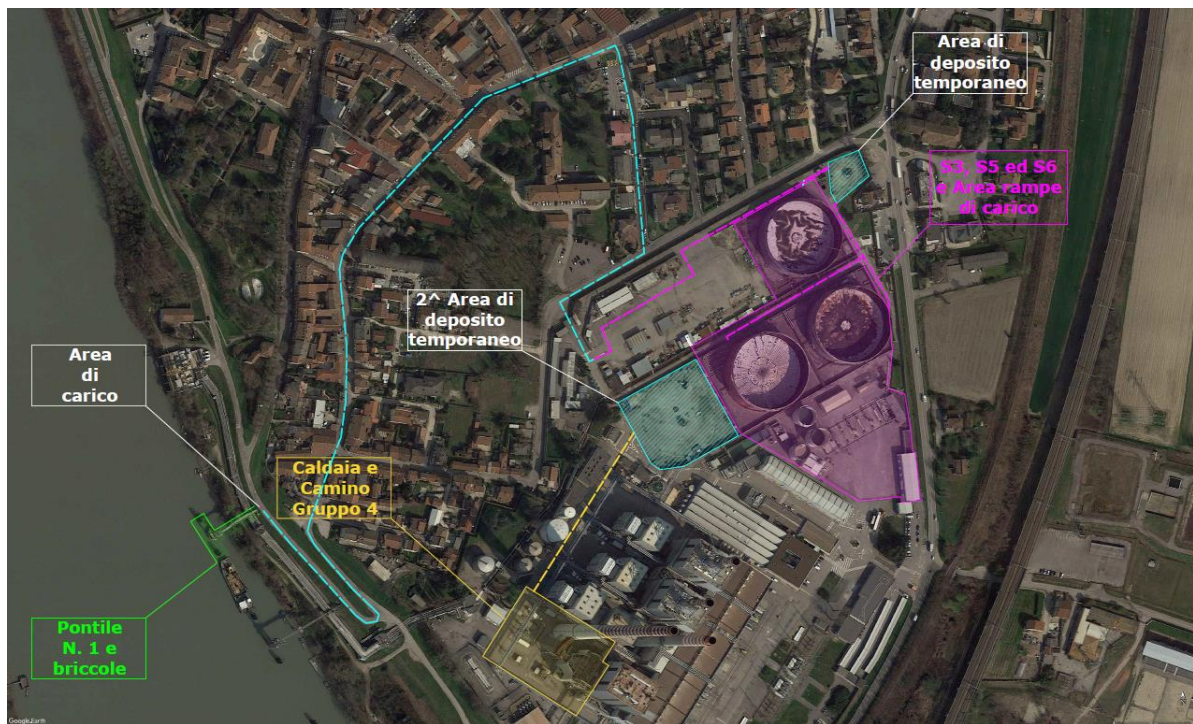 Area di
deposito
temporaneo
S3, S5 ed S6
e Area rampe
di carico
2^ Area di
deposito
temporaneo
Area
di
carico
Caldaia e
Camino
Gruppo 4
Pontile
N. 1 e
briccole
Google Earth